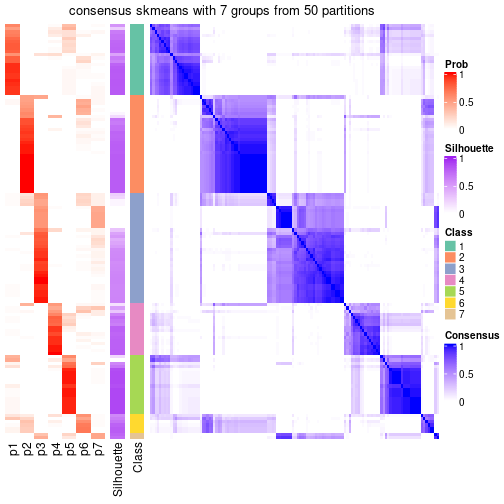 consensus skmeans with 7 groups from 50 partitions
Prob
1
0.5
0
Silhouette
1
0.5
0
Class
1
2
3
4
5
6
7
Consensus
1
0.5
0
p1
p2
p3
p4
p5
p6
p7
Silhouette
Class